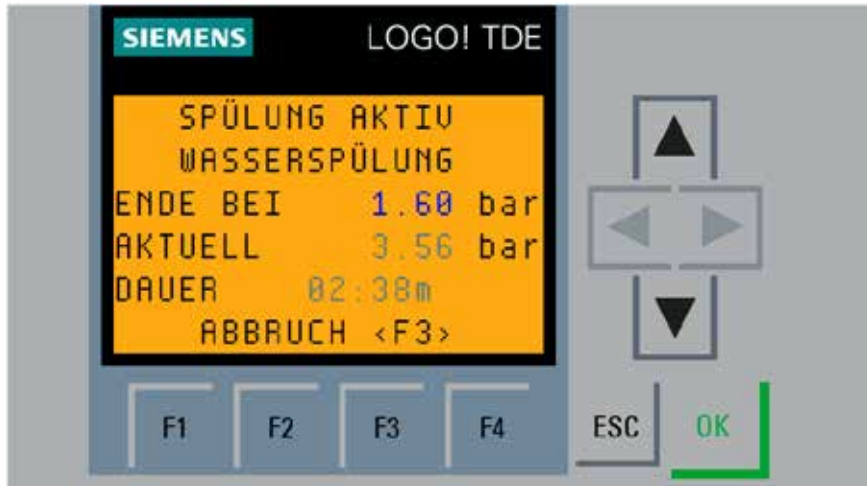 SIEMENS LOGO! TDE
SPÜLUNG AKTIV
WASSERSPÜLUNG
ENDE BEI 1.60 bar
AKTUELL 3.56 bar
DAUER 02:38m
ABBRUCH <F3>
F1 F2 F3 F4 ESC OK